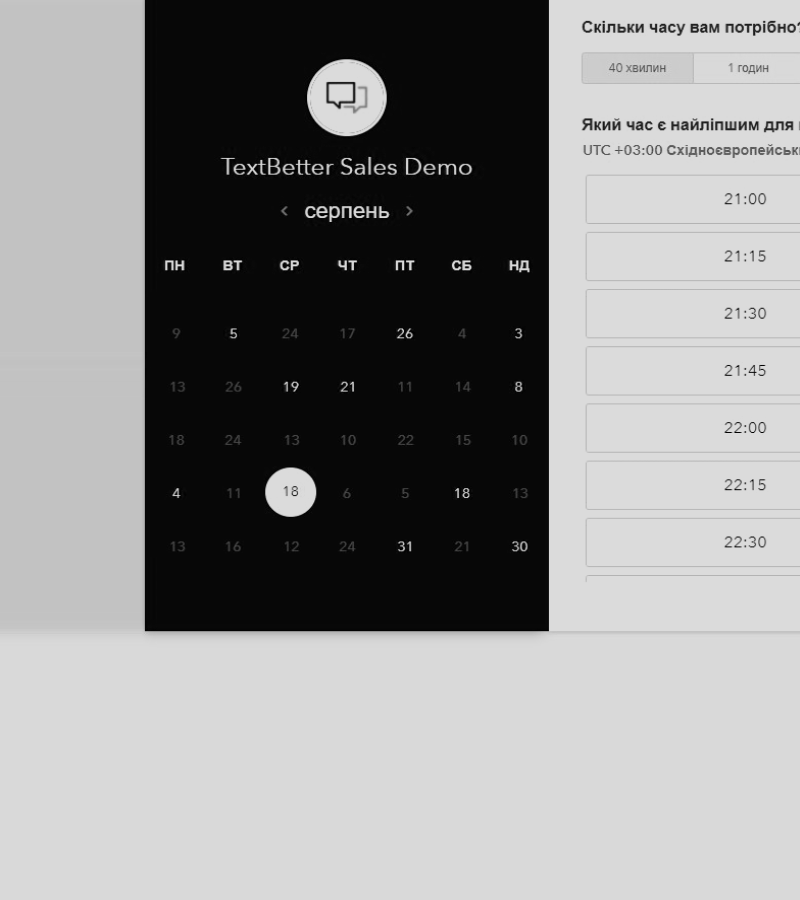 TextBetter Sales Demo
‹ серпень ›
ПН ВТ СР ЧТ ПТ СБ НД
9 5 24 17 26 4 3
13 26 19 21 11 14 8
18 24 13 10 22 15 10
4 11 18 6 5 18 13
13 16 12 24 31 21 30
Скільки часу вам потрібно?
40 хвилин 1 годин
Який час є найліпшим для
UTC +03:00
21:00
21:15
21:30
21:45
22:00
22:15
22:30